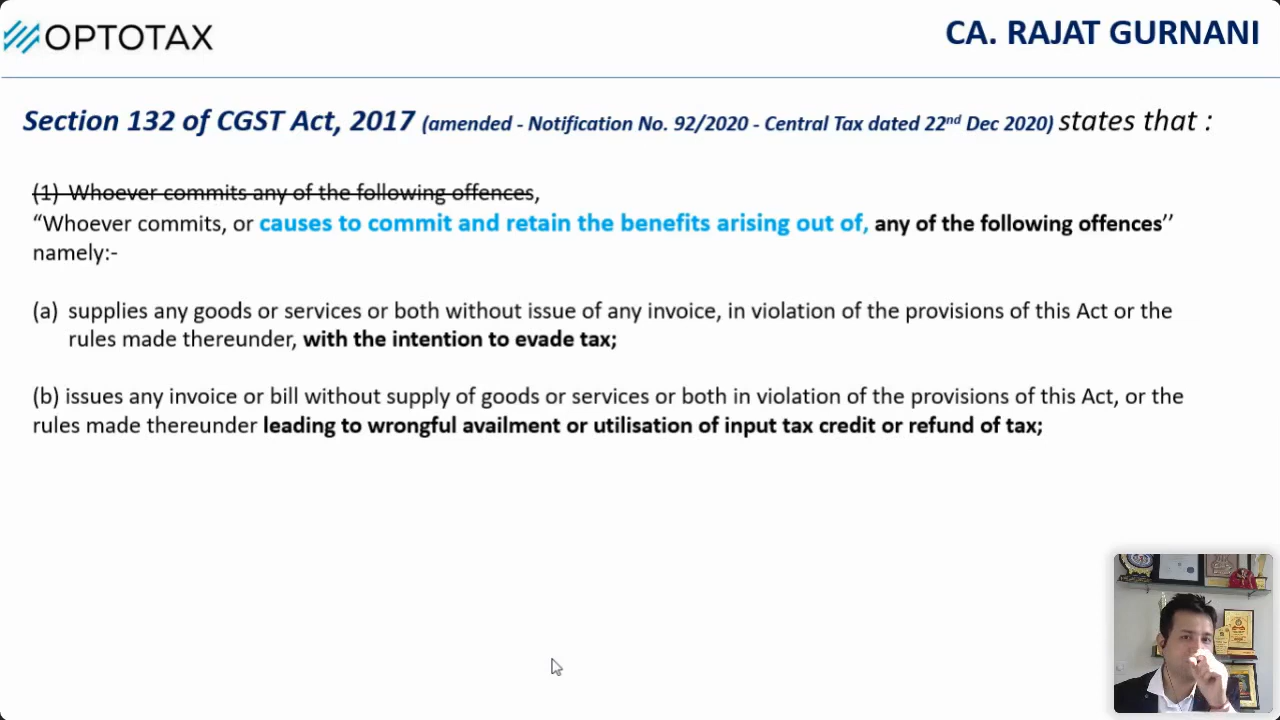 OPTOTAX
CA. RAJAT GURNANI
Section 132 of CGST Act, 2017 (amended - Notification No. 92/2020 - Central Tax dated 22nd Dec 2020) states that :
(1) Whoever commits any of the following offences,
“Whoever commits, or causes to commit and retain the benefits arising out of, any of the following offences’’
namely:-
(a) supplies any goods or services or both without issue of any invoice, in violation of the provisions of this Act or the
rules made thereunder, with the intention to evade tax;
(b) issues any invoice or bill without supply of goods or services or both in violation of the provisions of this Act, or the
rules made thereunder leading to wrongful availment or utilisation of input tax credit or refund of tax;